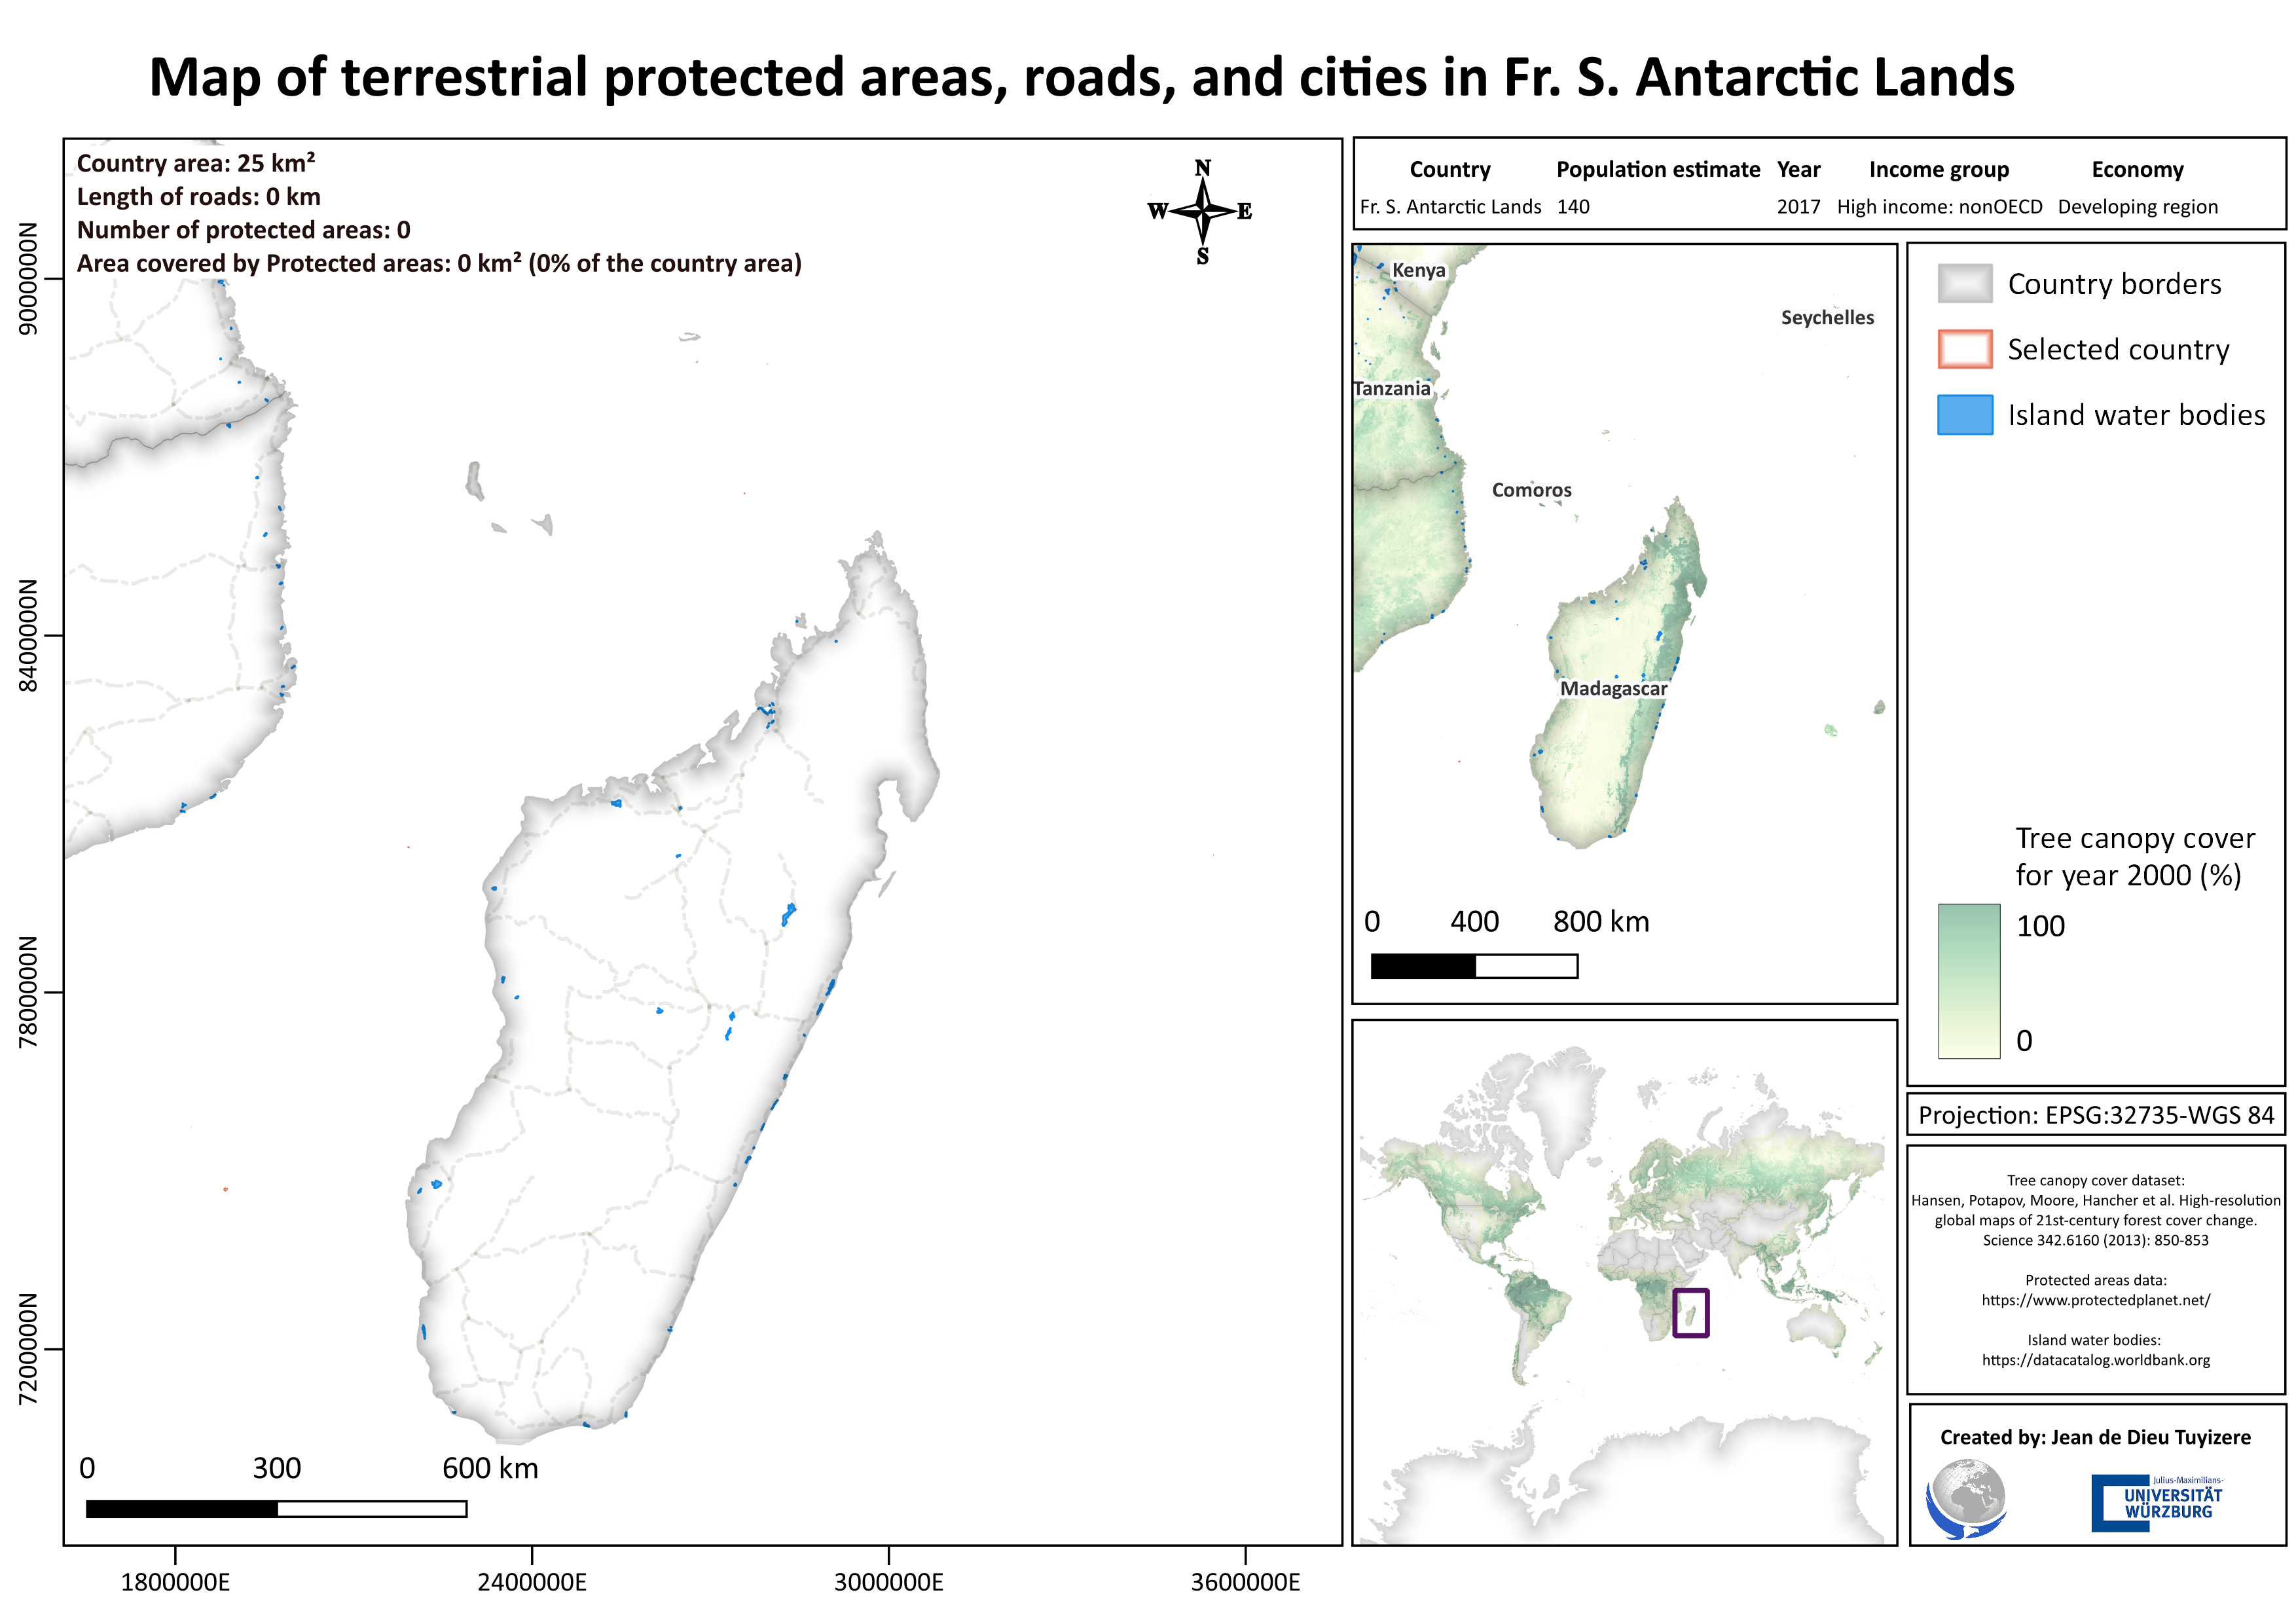 Map of terrestrial protected areas, roads, and cities in Fr. S. Antarctic Lands
Country area: 25 km²
Length of roads: 0 km
Number of protected areas: 0
Area covered by Protected areas: 0 km² (0% of the country area)
N
W E
S
9000000N
8400000N
7800000N
7200000N
0 300 600 km
1800000E 2400000E 3000000E 3600000E
Country Population estimate Year Income group Economy
Fr. S. Antarctic Lands 140 2017 High income: nonOECD Developing region
Kenya
Seychelles
Tanzania
Comoros
Madagascar
0 400 800 km
Country borders
Selected country
Island water bodies
Tree canopy cover
for year 2000 (%)
100
0
Projection: EPSG:32735-WGS 84
Tree canopy cover dataset:
Hansen, Potapov, Moore, Hancher et al. High-resolution
global maps of 21st-century forest cover change.
Science 342.6160 (2013): 850-853
Protected areas data:
https://www.protectedplanet.net/
Island water bodies:
https://datacatalog.worldbank.org
Created by: Jean de Dieu Tuyizere
Julius-Maximilians-
UNIVERSITÄT
WÜRZBURG